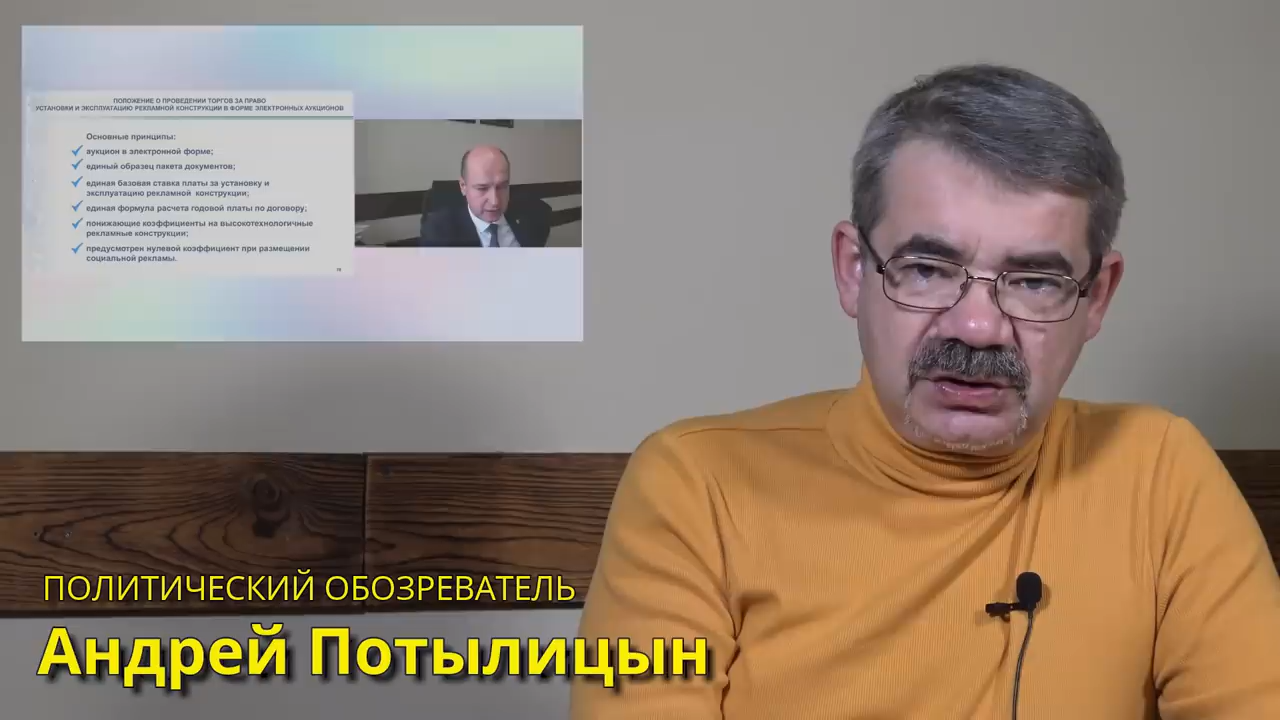 ПОЛОЖЕНИЕ О ПРОВЕДЕНИИ ТОРГОВ ЗА ПРАВО
УСТАНОВКИ И ЭКСПЛУАТАЦИЮ РЕКЛАМНОЙ КОНСТРУКЦИИ В ФОРМЕ ЭЛЕКТРОННЫХ АУКЦИОНОВ
Основные принципы:
аукцион в электронной форме;
единый образец пакета документов;
единая базовая ставка платы за установку и
эксплуатацию рекламной конструкции;
единая формула расчета годовой платы по договору;
понижающие коэффициенты на высокотехнологичные
рекламные конструкции;
предусмотрен нулевой коэффициент при размещении
социальной рекламы.
ПОЛИТИЧЕСКИЙ ОБОЗРЕВАТЕЛЬ
Андрей Потылицын